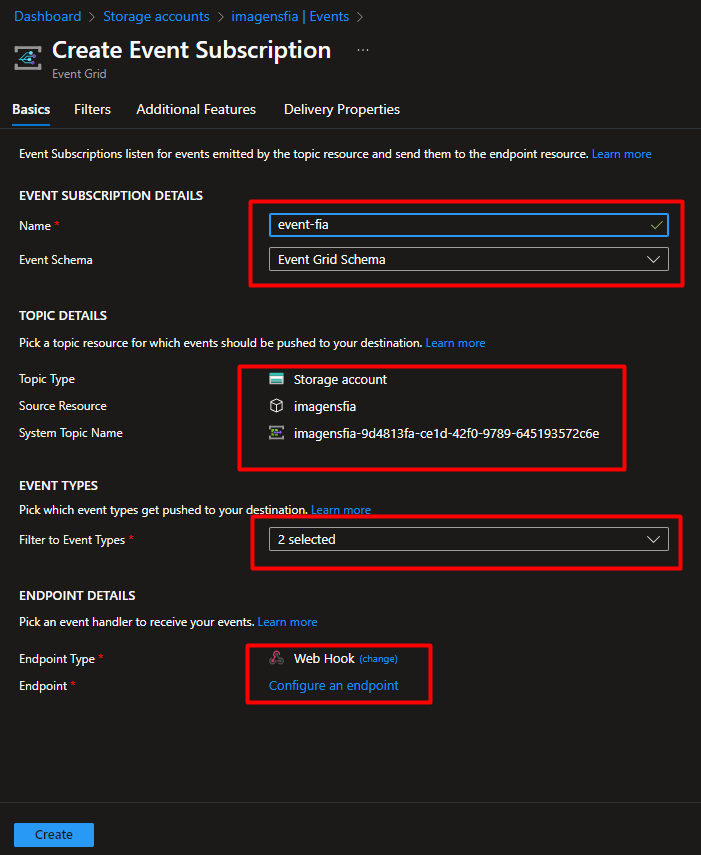 Dashboard > Storage accounts > imagensfia | Events >
Create Event Subscription ...
Event Grid
Basics Filters Additional Features Delivery Properties
Event Subscriptions listen for events emitted by the topic resource and send them to the endpoint resource. Learn more
EVENT SUBSCRIPTION DETAILS
Name * event-fia
Event Schema Event Grid Schema
TOPIC DETAILS
Pick a topic resource for which events should be pushed to your destination. Learn more
Topic Type Storage account
Source Resource imagensfia
System Topic Name imagensfia-9d4813fa-ce1d-42f0-9789-645193572c6e
EVENT TYPES
Pick which event types get pushed to your destination. Learn more
Filter to Event Types * 2 selected
ENDPOINT DETAILS
Pick an event handler to receive your events. Learn more
Endpoint Type * Web Hook (change)
Endpoint * Configure an endpoint
Create